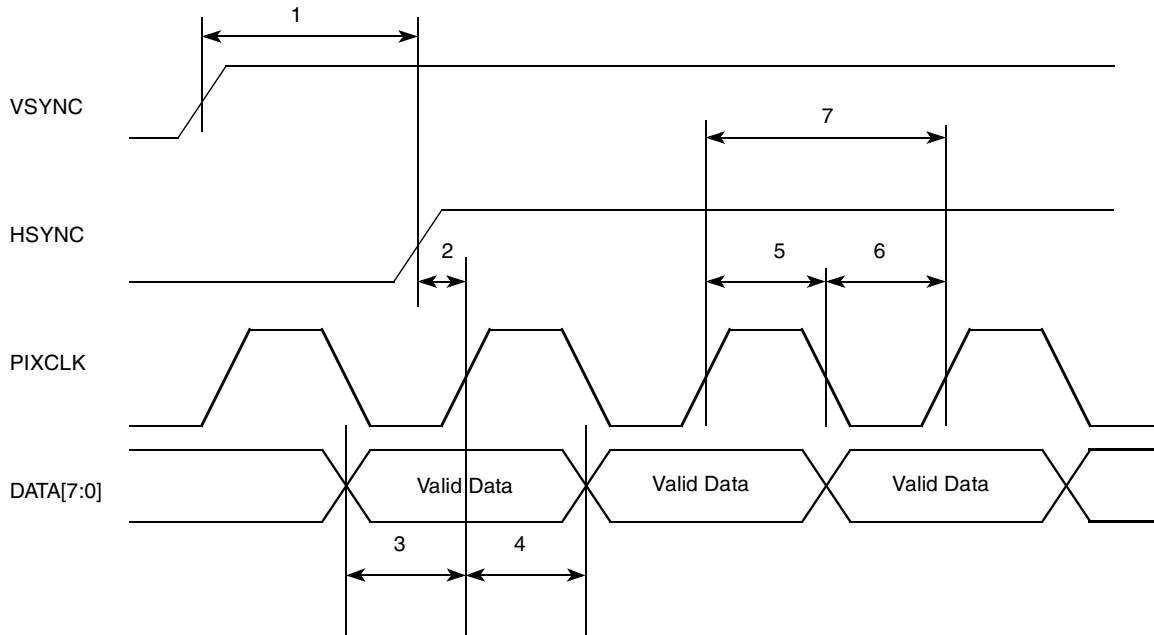 1
VSYNC
7
HSYNC
2
5
6
PIXCLK
DATA[7:0]
Valid Data
Valid Data
Valid Data
3
4